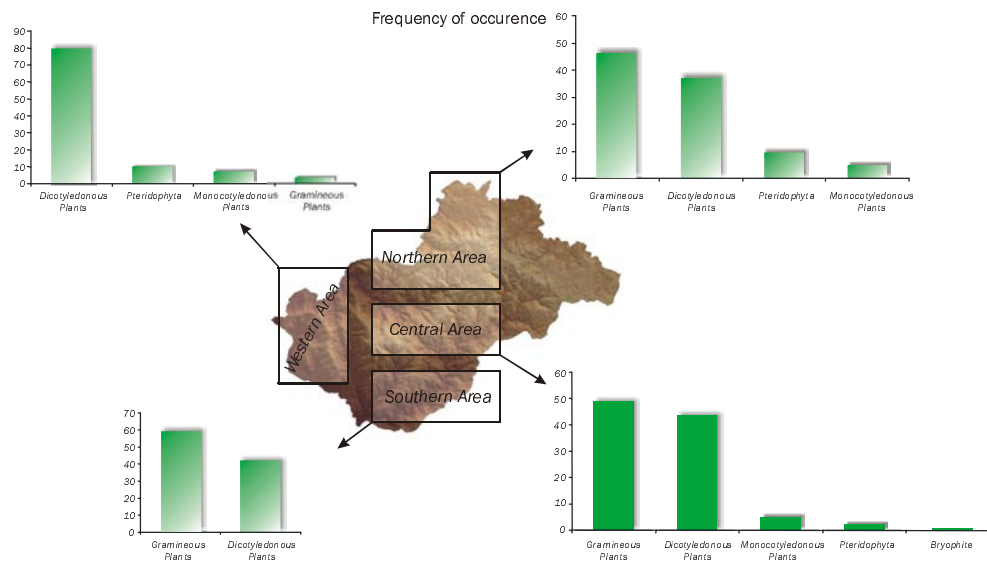 Frequency of occurence
90
80
70
60
50
40
30
20
10
0
Dicotyledonous Plants
Pteridophyta
Monocotyledonous Plants
Gramineous Plants
60
50
40
30
20
10
0
Gramineous Plants
Dicotyledonous Plants
Pteridophyta
Monocotyledonous Plants
Northern Area
Western Area
Central Area
Southern Area
70
60
50
40
30
20
10
0
Gramineous Plants
Dicotyledonous Plants
60
50
40
30
20
10
0
Gramineous Plants
Dicotyledonous Plants
Monocotyledonous Plants
Pteridophyta
Bryophite